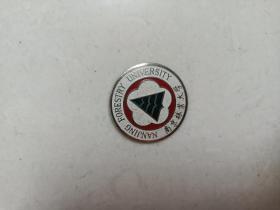 NANJING FORESTRY UNIVERSITY
南京林业大学